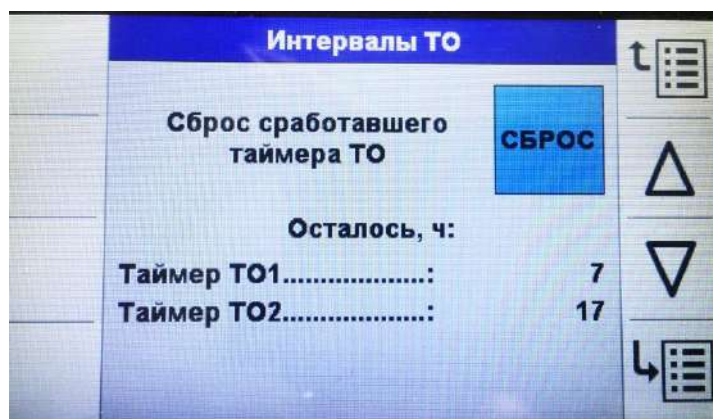 Интервалы ТО
Сброс сработавшего
таймера ТО
СБРОС
Осталось, ч:
Таймер ТО1...................: 7
Таймер ТО2...................: 17